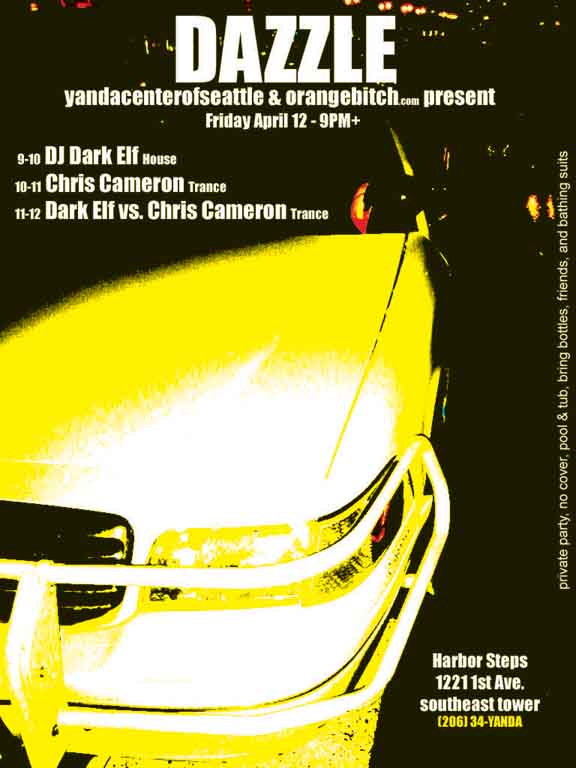 DAZZLE
yandacenterofseattle & orangebitch.com present
Friday April 12 - 9PM+
9-10 DJ Dark Elf House
10-11 Chris Cameron Trance
11-12 Dark Elf vs. Chris Cameron Trance
private party, no cover, pool & tub, bring bottles, friends, and bathing suits
Harbor Steps
1221 1st Ave.
southeast tower
(206) 34-YANDA